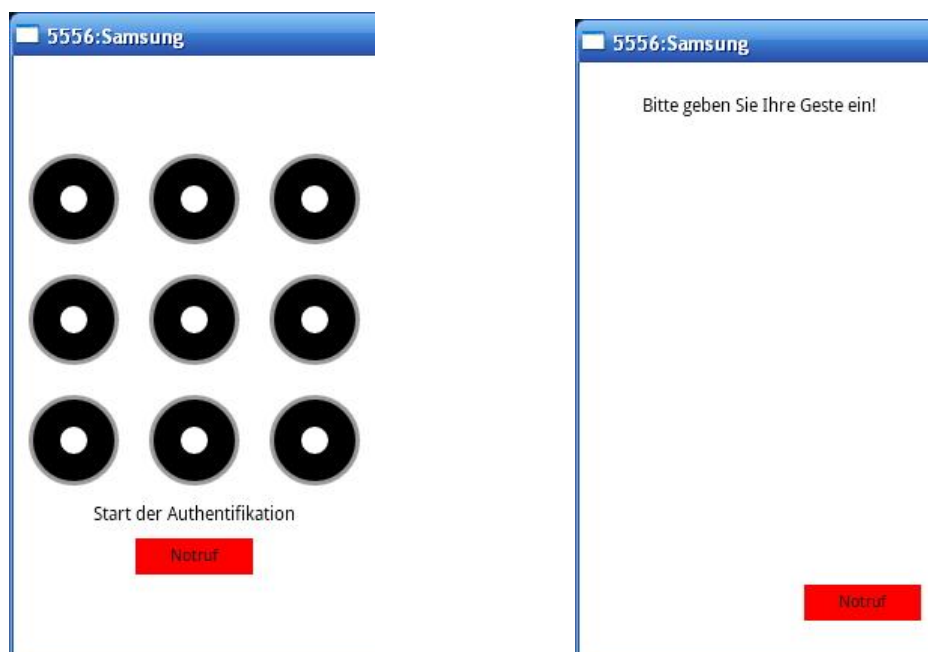 5556:Samsung
Start der Authentifikation
Notruf
5556:Samsung
Bitte geben Sie Ihre Geste ein!
Notruf